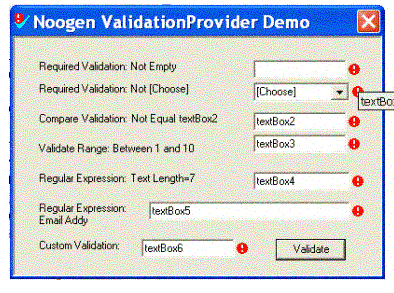 Noogen ValidationProvider Demo
Required Validation: Not Empty
Required Validation: Not [Choose]
[Choose]
textBo
Compare Validation: Not Equal textBox2
textBox2
Validate Range: Between 1 and 10
textBox3
Regular Expression: Text Length=7
textBox4
Regular Expression:
Email Addy
textBox5
Custom Validation:
textBox6
Validate